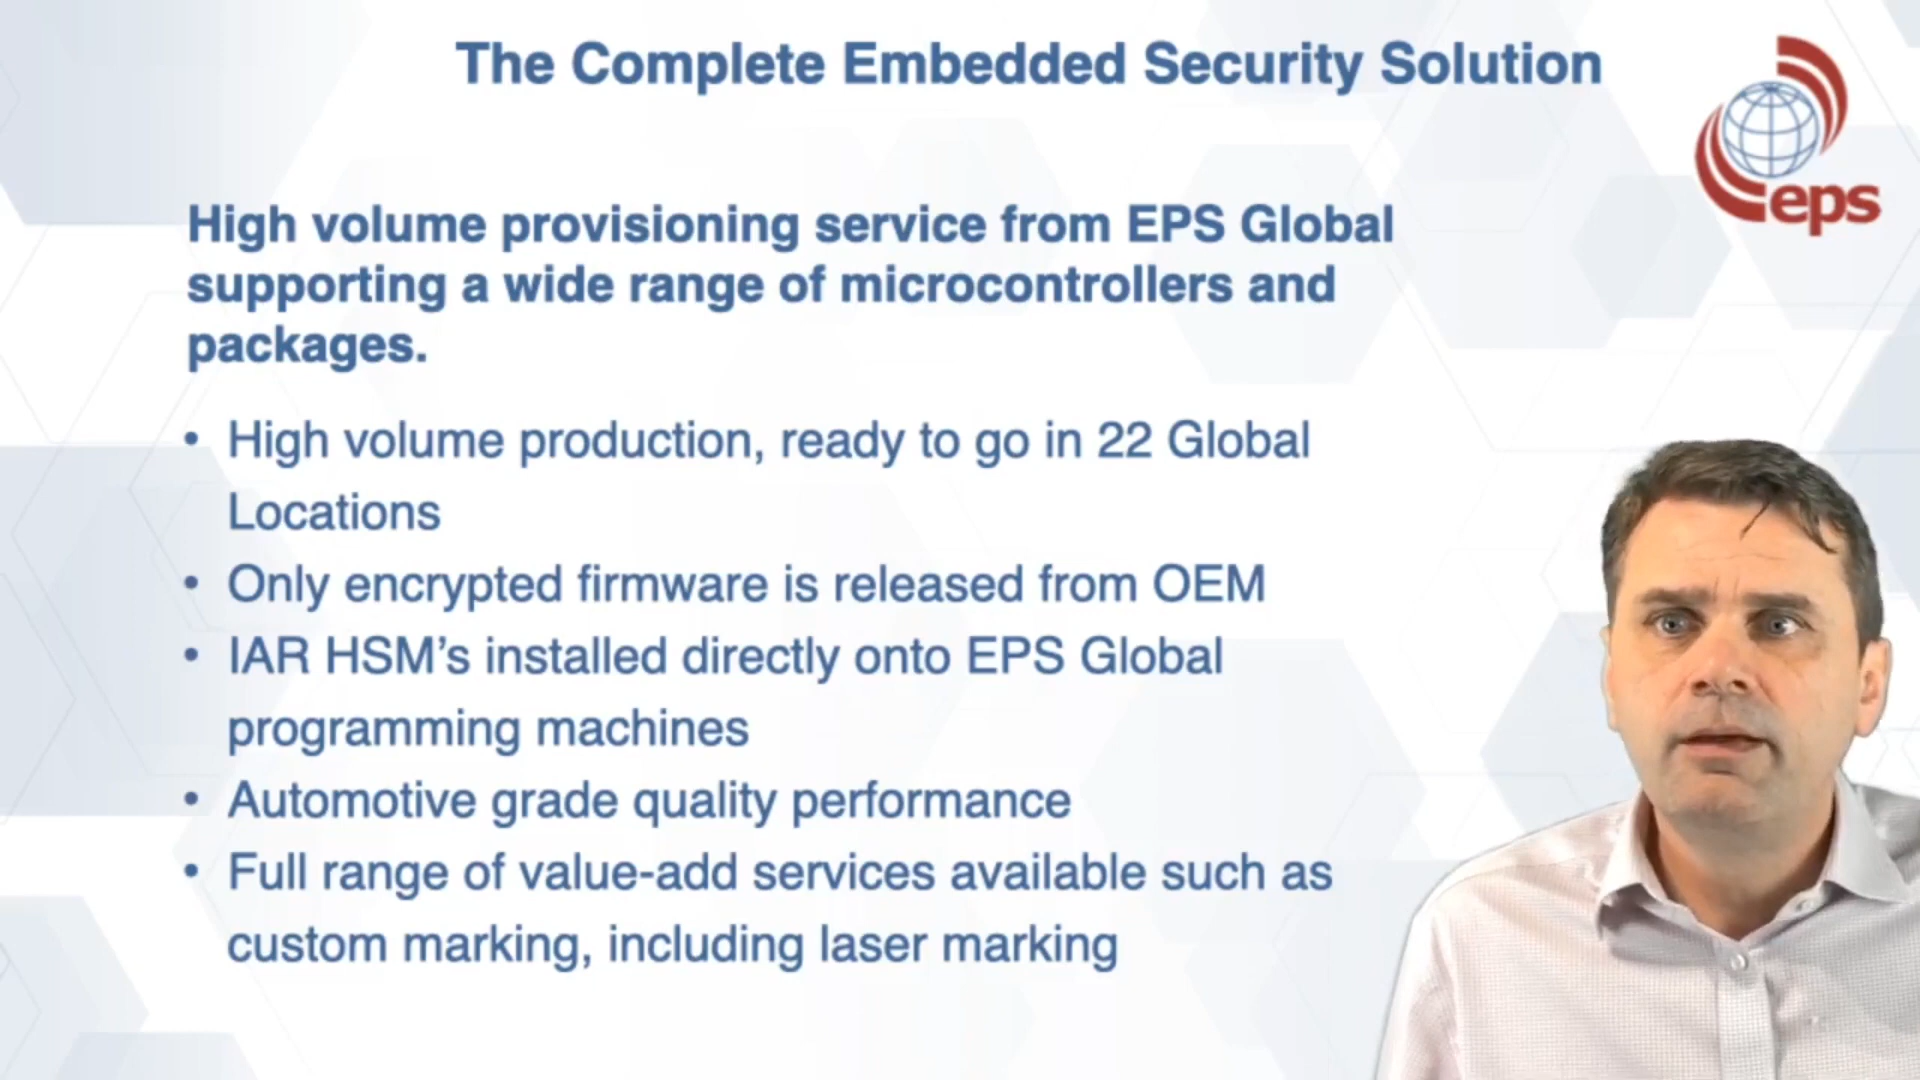 The Complete Embedded Security Solution
eps
High volume provisioning service from EPS Global
supporting a wide range of microcontrollers and
packages.
• High volume production, ready to go in 22 Global
Locations
• Only encrypted firmware is released from OEM
• IAR HSM’s installed directly onto EPS Global
programming machines
• Automotive grade quality performance
• Full range of value-add services available such as
custom marking, including laser marking